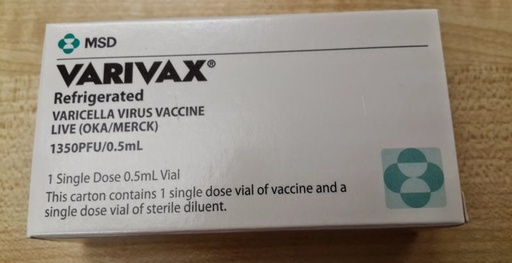 MSD
VARIVAX®
Refrigerated
VARICELLA VIRUS VACCINE
LIVE (OKA/MERCK)
1350PFU/0.5mL
1 Single Dose 0.5mL Vial
This carton contains 1 single dose vial of vaccine and a
single dose vial of sterile diluent.